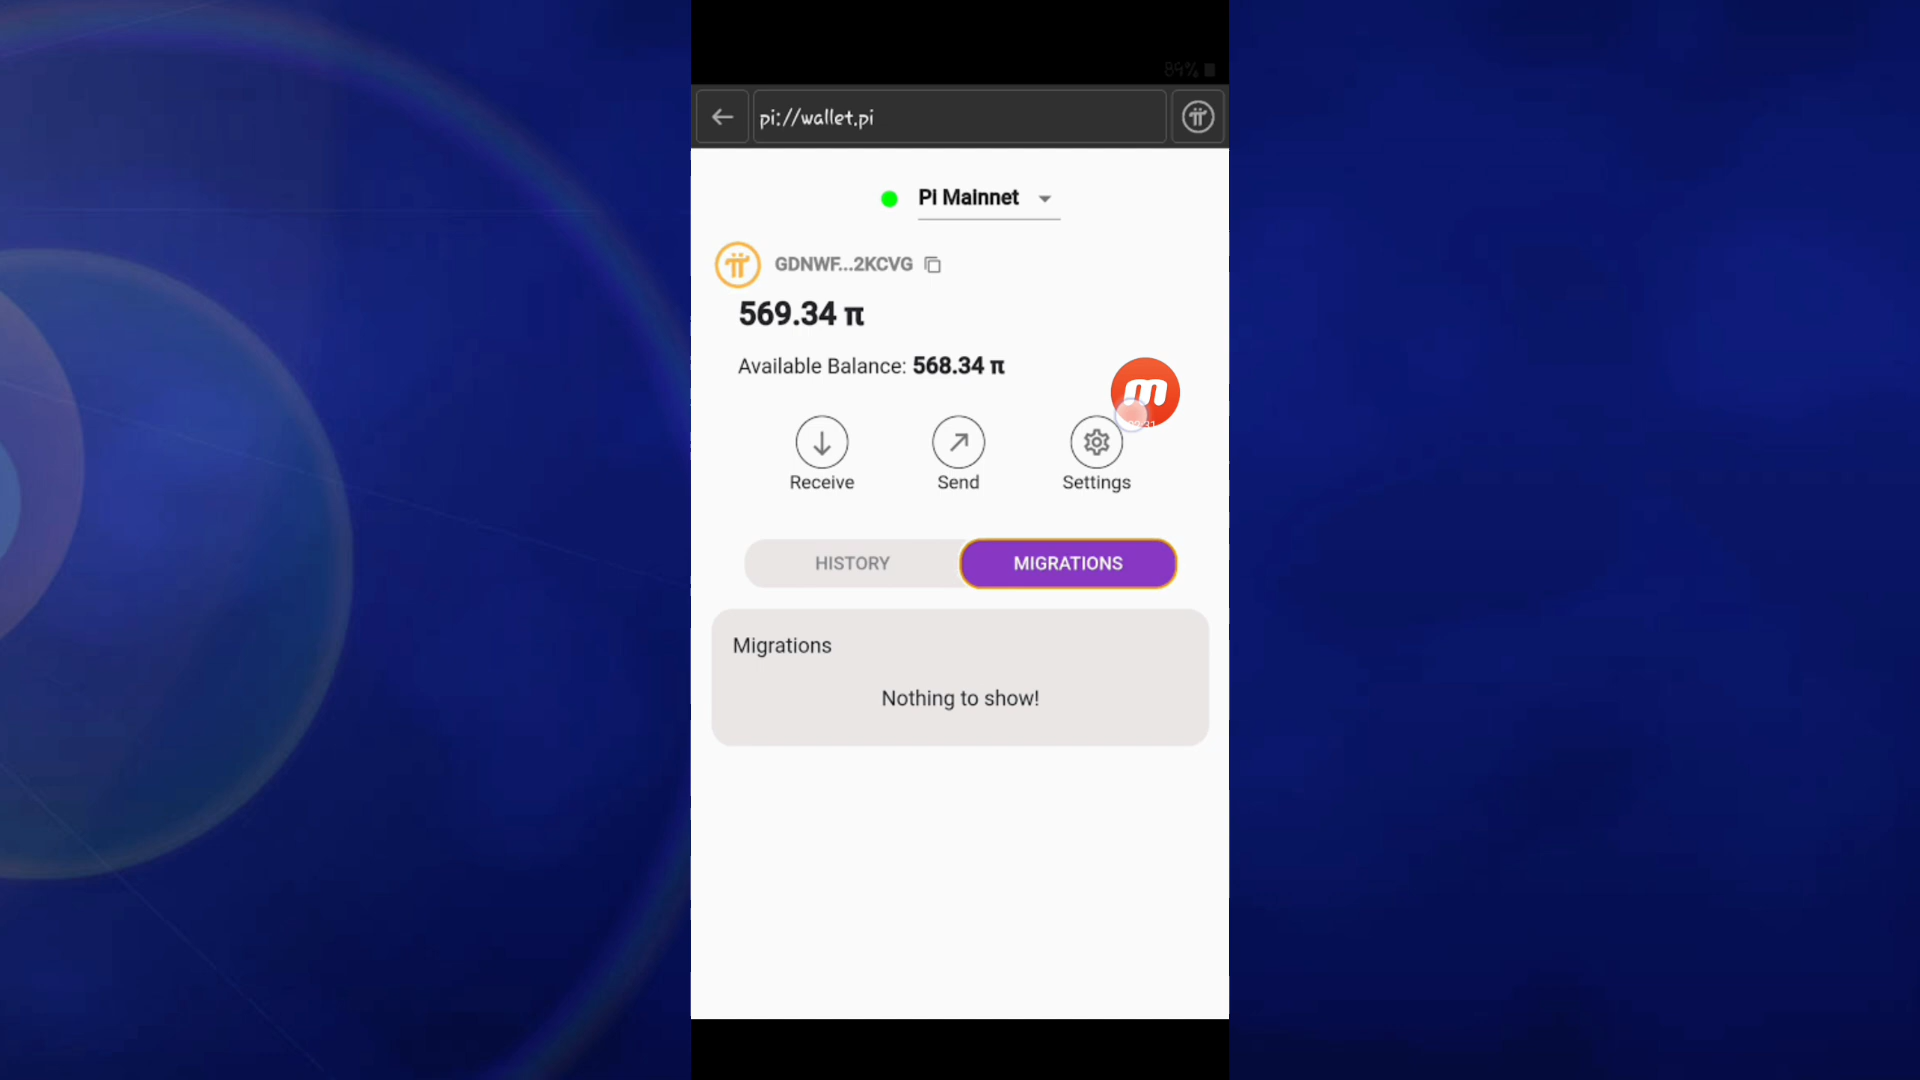 89%
pi://wallet.pi
Pi Mainnet
GDNWF...2KCVG
569.34 π
Available Balance: 568.34 π
m
Receive Send Settings
HISTORY MIGRATIONS
Migrations
Nothing to show!